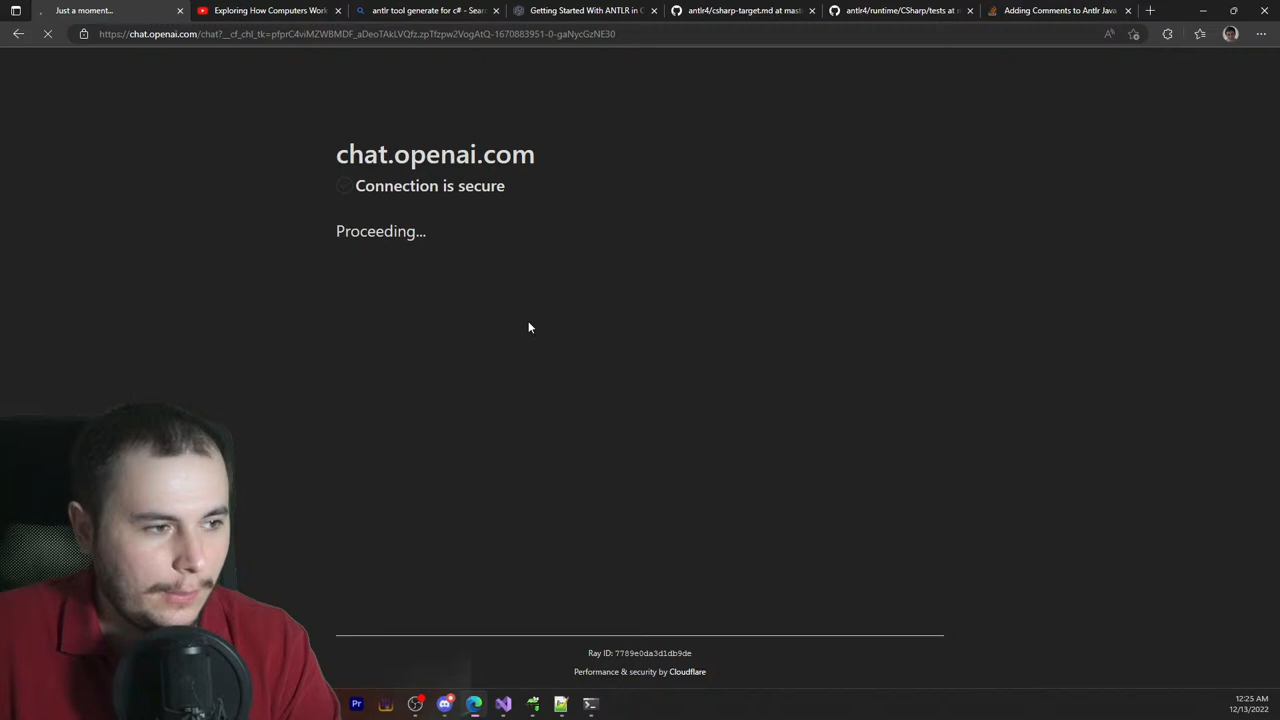 Just a moment...
Exploring How Computers Work
antlr tool generate for c# - Sear
Getting Started With ANTLR in C
antlr4/csharp-target.md at mast
antlr4/runtime/CSharp/tests at m
Adding Comments to Antlr Java
https://chat.openai.com/chat?__cf_chl_tk=pfprC4viMZWBMDF_aDeoTAkLVQfz.zpTfzpw2VogAtQ-1670883951-0-gaNycGzNE30
chat.openai.com
Connection is secure
Proceeding...
Ray ID: 7789e0da3d1db9de
Performance & security by Cloudflare
Pr
12:25 AM
12/13/2022